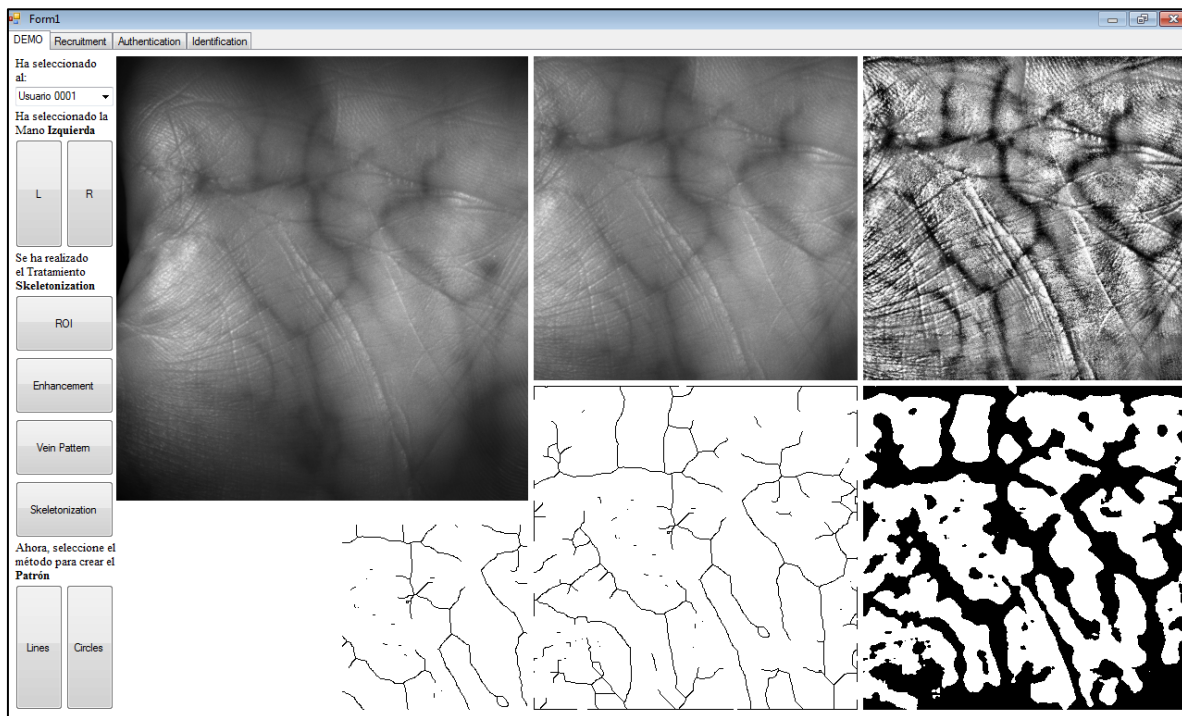 Form1
DEMO Recruitment Authentication Identification
Ha seleccionado
al:
Usuario 0001
Ha seleccionado la
Mano Izquierda
L R
Se ha realizado
el Tratamiento
Skeletonization
ROI
Enhancement
Vein Pattern
Skeletonization
Ahora, seleccione el
método para crear el
Patrón
Lines Circles